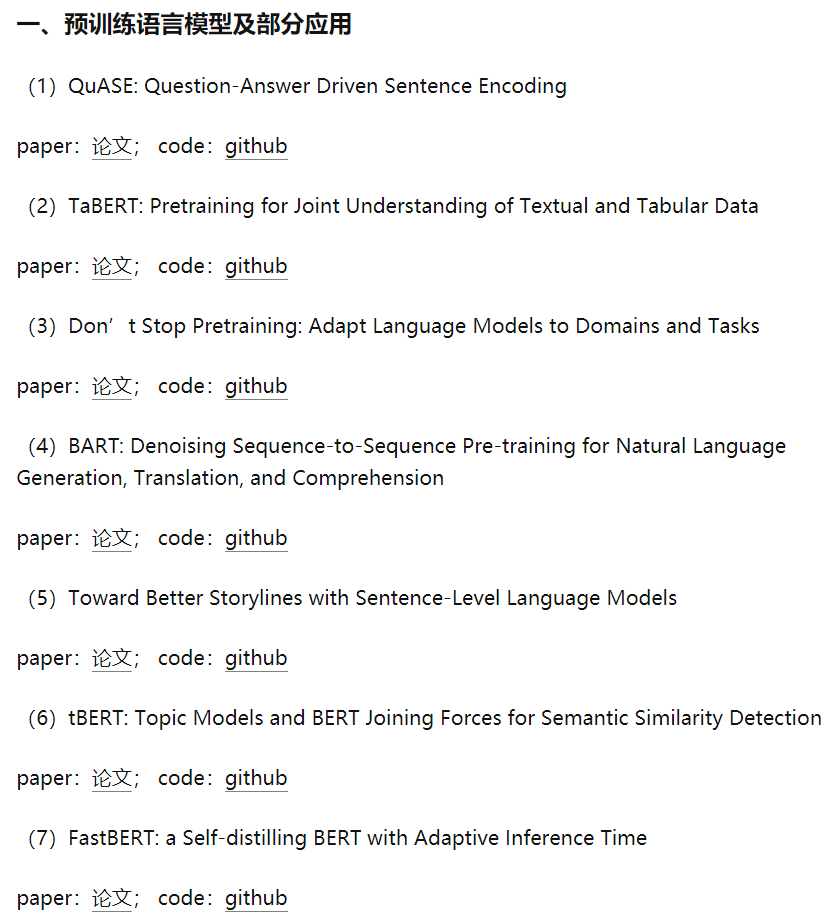 一、预训练语言模型及部分应用
（1）QuASE: Question-Answer Driven Sentence Encoding
paper：论文； code：github
（2）TaBERT: Pretraining for Joint Understanding of Textual and Tabular Data
paper：论文； code：github
（3）Don’t Stop Pretraining: Adapt Language Models to Domains and Tasks
paper：论文； code：github
（4）BART: Denoising Sequence-to-Sequence Pre-training for Natural Language
Generation, Translation, and Comprehension
paper：论文； code：github
（5）Toward Better Storylines with Sentence-Level Language Models
paper：论文； code：github
（6）tBERT: Topic Models and BERT Joining Forces for Semantic Similarity Detection
paper：论文； code：github
（7）FastBERT: a Self-distilling BERT with Adaptive Inference Time
paper：论文； code：github